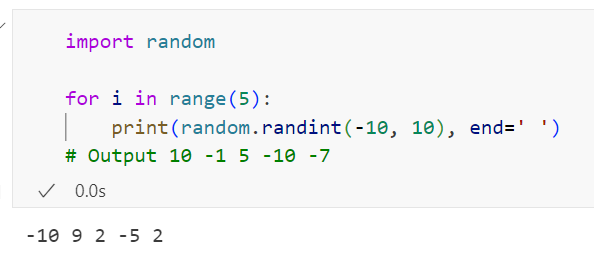 import random
for i in range(5):
    print(random.randint(-10, 10), end=' ')
# Output 10 -1 5 -10 -7
0.0s
-10 9 2 -5 2